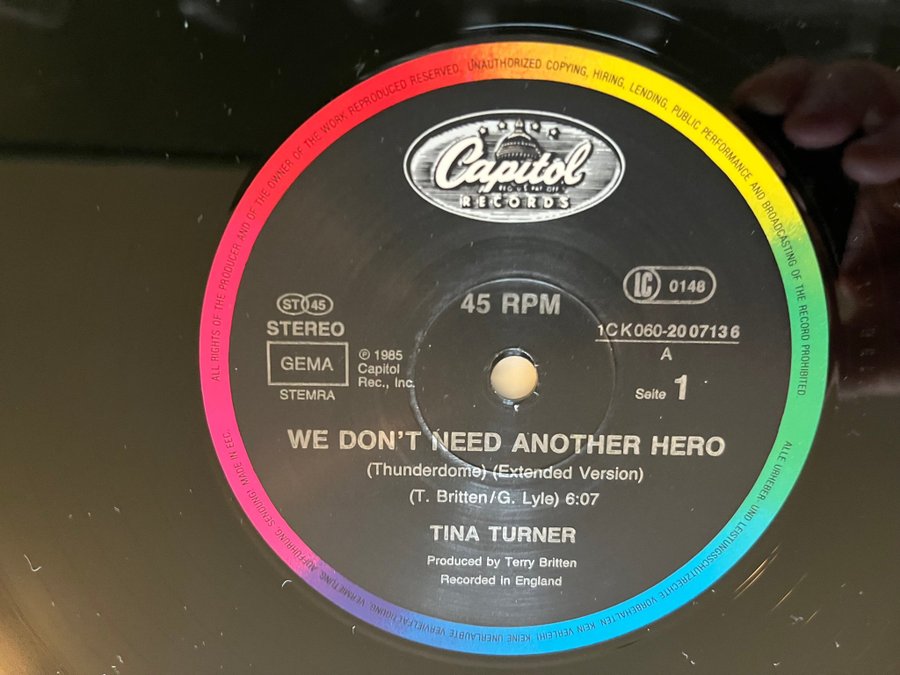 ALL RIGHTS OF THE PRODUCER AND OF THE OWNER OF THE WORK REPRODUCED RESERVED. UNAUTHORIZED COPYING, HIRING, LENDING, PUBLIC PERFORMANCE AND BROADCASTING OF THE RECORD PROHIBITED
Capitol
REG. U.S. PAT. OFF.
RECORDS
ST 45
STEREO
GEMA
STEMRA
℗ 1985
Capitol
Rec., Inc.
45 RPM
LC 0148
1CK060-20 0713 6
A
Seite 1
WE DON'T NEED ANOTHER HERO
(Thunderdome) (Extended Version)
(T. Britten/G. Lyle) 6:07
TINA TURNER
Produced by Terry Britten
Recorded in England
ALLE URHEBER- UND LEISTUNGSSCHUTZRECHTE VORBEHALTEN. KEIN VERLEIH! KEINE UNERLAUBTE VERVIELFÄLTIGUNG, VERMIETUNG, AUFFÜHRUNG, SENDUNG! MADE IN EEC.